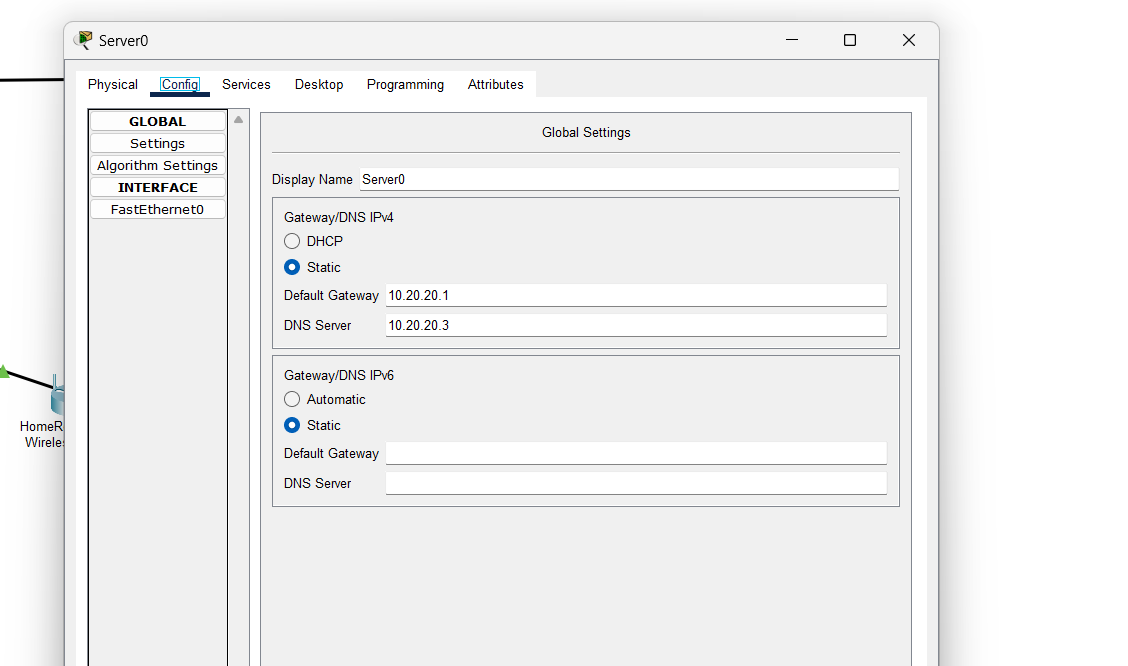 Server0
Physical Config Services Desktop Programming Attributes
GLOBAL
Settings
Algorithm Settings
INTERFACE
FastEthernet0
Global Settings
Display Name Server0
Gateway/DNS IPv4
DHCP
Static
Default Gateway 10.20.20.1
DNS Server 10.20.20.3
Gateway/DNS IPv6
Automatic
Static
Default Gateway
DNS Server
HomeR
Wireles